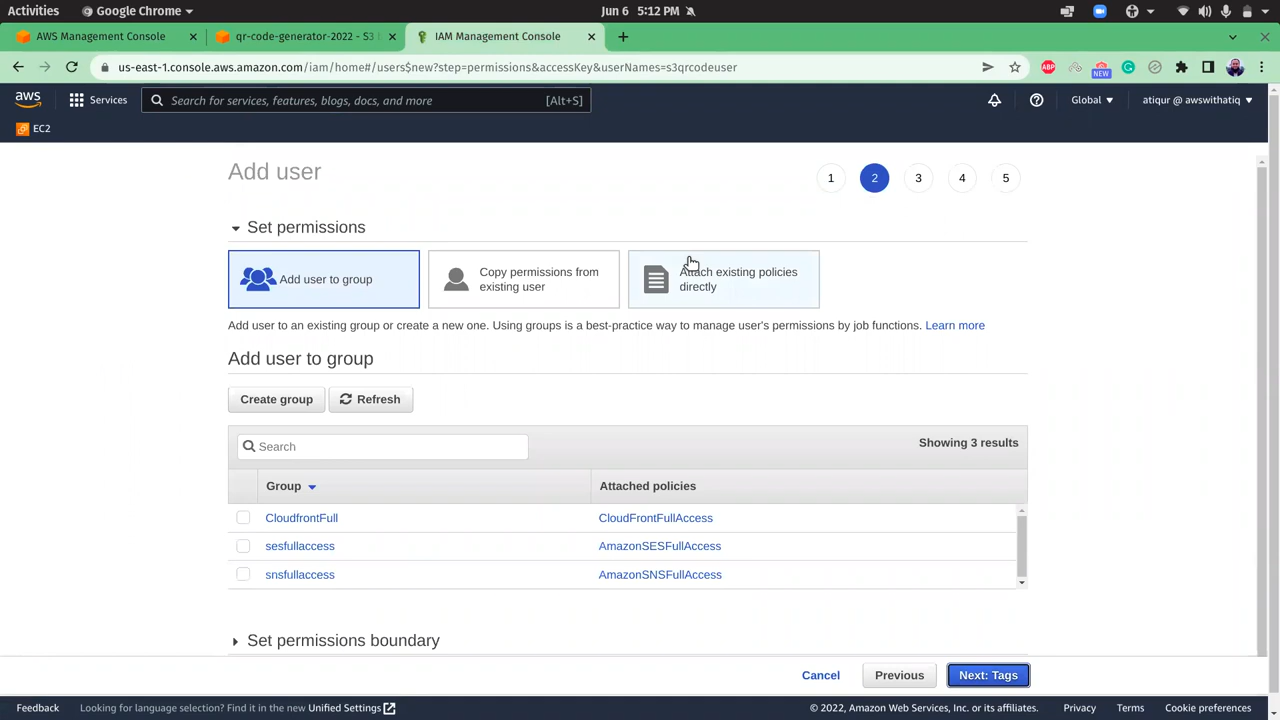 Activities
Google Chrome
Jun 6 5:12 PM
AWS Management Console
qr-code-generator-2022 - S3
IAM Management Console
us-east-1.console.aws.amazon.com/iam/home#/users$new?step=permissions&accessKey&userNames=s3qrcodeuser
ABP
NEW
aws
Services
Search for services, features, blogs, docs, and more
[Alt+S]
Global
atiqur @ awswithatiq
EC2
Add user
1
2
3
4
5
Set permissions
Add user to group
Copy permissions from
existing user
Attach existing policies
directly
Add user to an existing group or create a new one. Using groups is a best-practice way to manage user's permissions by job functions. Learn more
Add user to group
Create group
Refresh
Search
Showing 3 results
Group
Attached policies
CloudfrontFull
CloudFrontFullAccess
sesfullaccess
AmazonSESFullAccess
snsfullaccess
AmazonSNSFullAccess
Set permissions boundary
Cancel
Previous
Next: Tags
Feedback
Looking for language selection? Find it in the new Unified Settings
© 2022, Amazon Web Services, Inc. or its affiliates.
Privacy
Terms
Cookie preferences